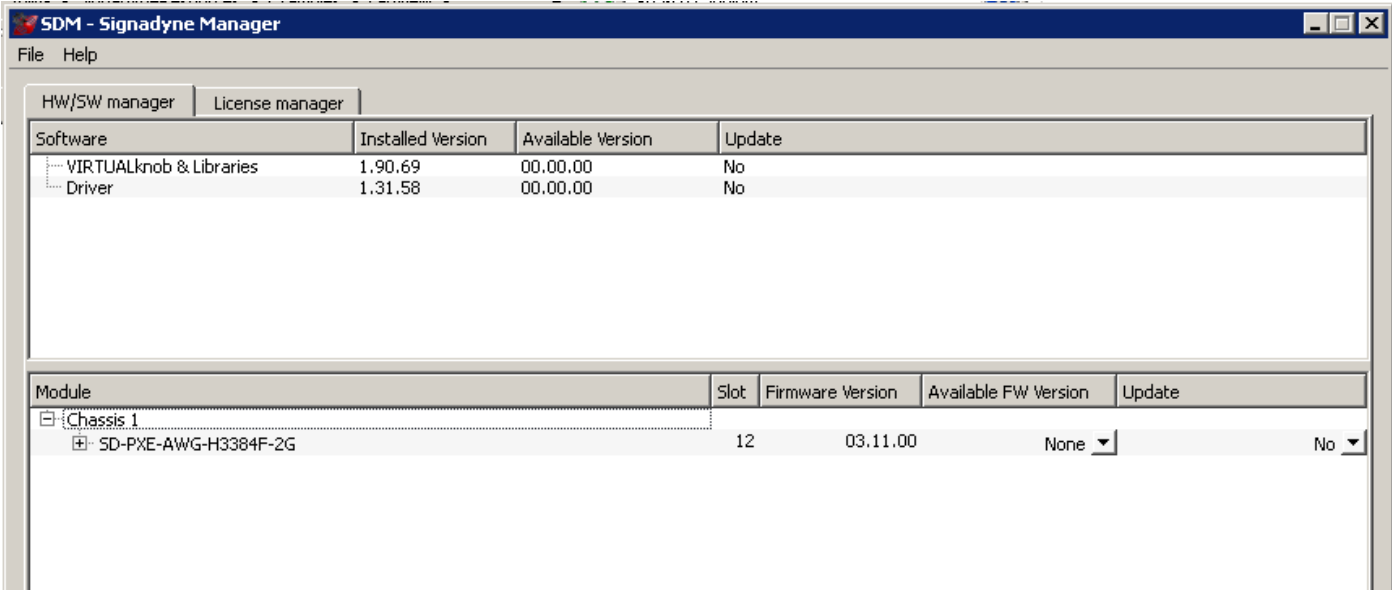 SDM - Signadyne Manager
File Help
HW/SW manager License manager
Software Installed Version Available Version Update
VIRTUALknob & Libraries 1.90.69 00.00.00 No
Driver 1.31.58 00.00.00 No
Module Slot Firmware Version Available FW Version Update
Chassis 1
SD-PXE-AWG-H3384F-2G 12 03.11.00 None No